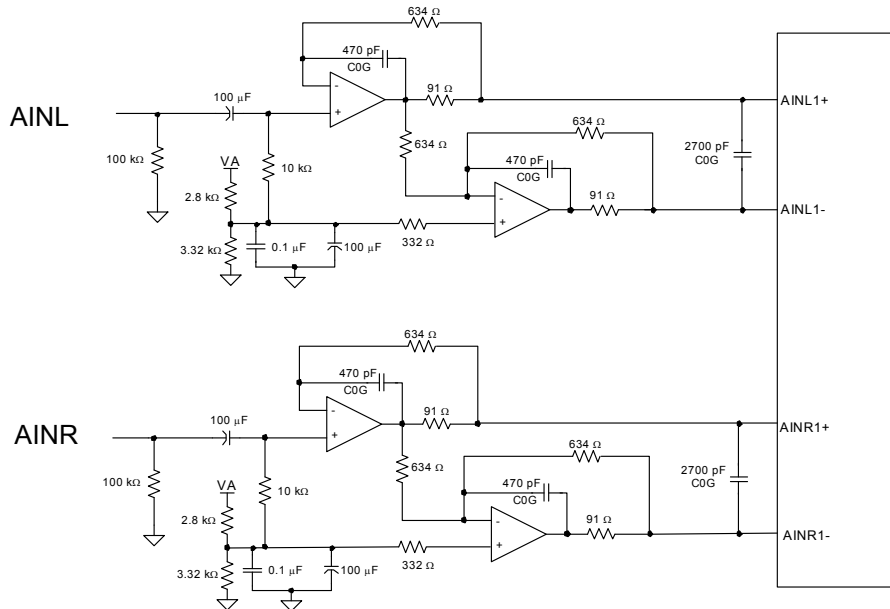 634 Ω
470 pF
C0G
91 Ω
AINL1+
100 µF
AINL
634 Ω
634 Ω
2700 pF
C0G
470 pF
C0G
100 kΩ
VA
10 kΩ
2.8 kΩ
91 Ω
AINL1-
332 Ω
3.32 kΩ
0.1 µF
100 µF
- 
+
-
+
634 Ω
470 pF
C0G
91 Ω
AINR1+
100 µF
AINR
634 Ω
634 Ω
2700 pF
C0G
470 pF
C0G
100 kΩ
VA
10 kΩ
2.8 kΩ
91 Ω
AINR1-
332 Ω
3.32 kΩ
0.1 µF
100 µF
-
+
-
+